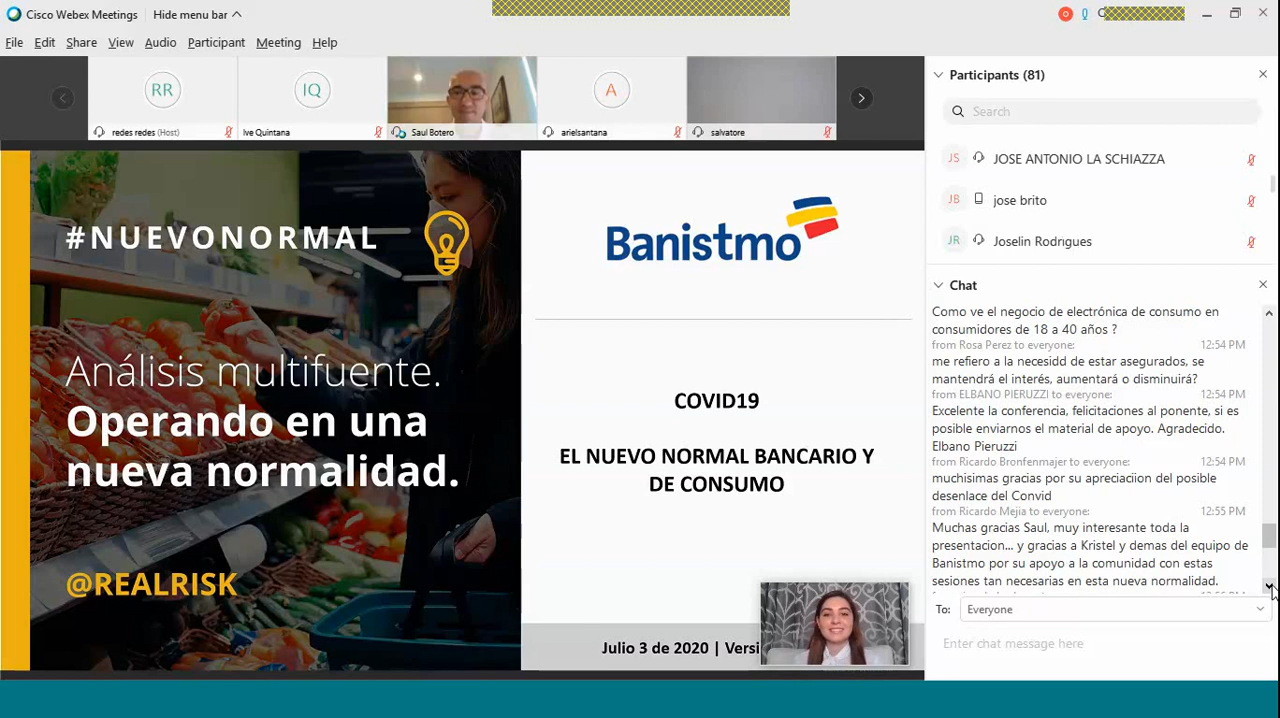 Cisco Webex Meetings
Hide menu bar
File Edit Share View Audio Participant Meeting Help
RR
IQ
A
redes redes (Host)
Ive Quintana
Saul Botero
arielsantana
salvatore
#NUEVONORMAL
Análisis multifuente.
Operando en una
nueva normalidad.
@REALRISK
Banistmo
COVID19
EL NUEVO NORMAL BANCARIO Y
DE CONSUMO
Julio 3 de 2020 | Versi
Participants (81)
Search
JS JOSE ANTONIO LA SCHIAZZA
JB jose brito
JR Joselin Rodrigues
Chat
Como ve el negocio de electrónica de consumo en
consumidores de 18 a 40 años ?
from Rosa Perez to everyone: 12:54 PM
me refiero a la necesidd de estar asegurados, se
mantendrá el interés, aumentará o disminuirá?
from ELBANO PIERUZZI to everyone: 12:54 PM
Excelente la conferencia, felicitaciones al ponente, si es
posible enviarnos el material de apoyo. Agradecido.
Elbano Pieruzzi
from Ricardo Bronfenmajer to everyone: 12:54 PM
muchisimas gracias por su apreciaciion del posible
desenlace del Convid
from Ricardo Mejia to everyone: 12:55 PM
Muchas gracias Saul, muy interesante toda la
presentacion... y gracias a Kristel y demas del equipo de
Banistmo por su apoyo a la comunidad con estas
sesiones tan necesarias en esta nueva normalidad.
To: Everyone
Enter chat message here